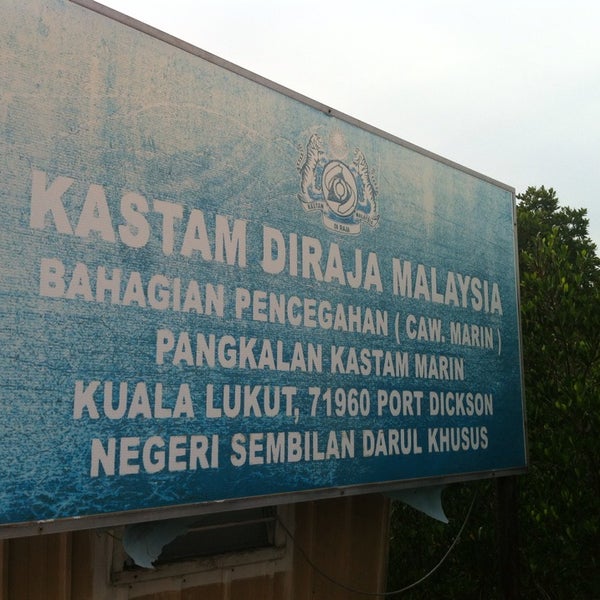 KASTAM DIRAJA MALAYSIA
BAHAGIAN PENCEGAHAN ( CAW. MARIN )
PANGKALAN KASTAM MARIN
KUALA LUKUT, 71960 PORT DICKSON
NEGERI SEMBILAN DARUL KHUSUS